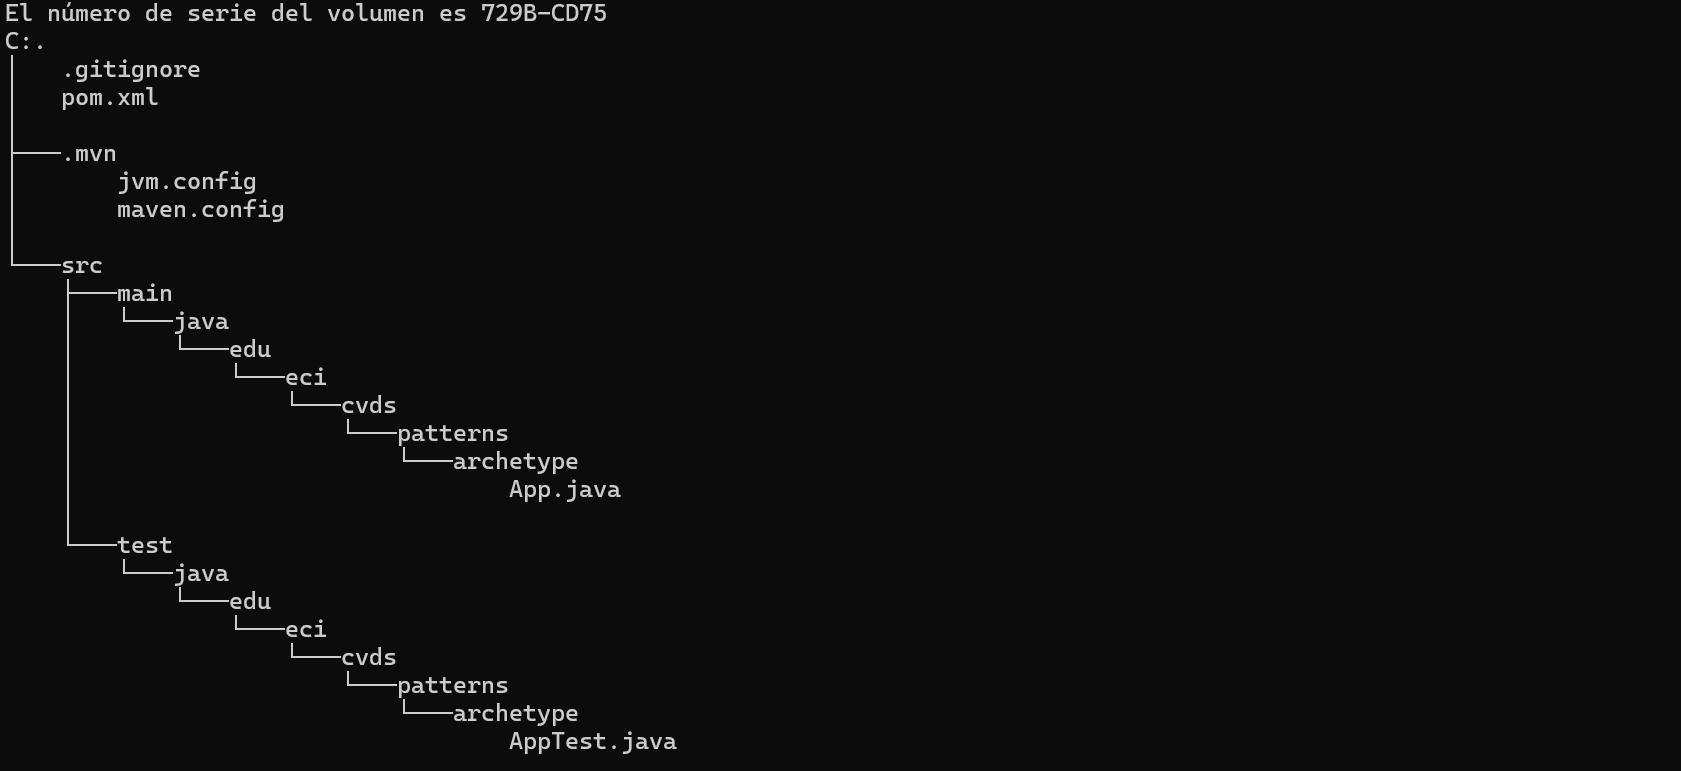 El número de serie del volumen es 729B-CD75
C:.
│   .gitignore
│   pom.xml
│
├───.mvn
│       jvm.config
│       maven.config
│
└───src
    ├───main
    │   └───java
    │       └───edu
    │           └───eci
    │               └───cvds
    │                   └───patterns
    │                       └───archetype
    │                               App.java
    │
    └───test
        └───java
            └───edu
                └───eci
                    └───cvds
                        └───patterns
                            └───archetype
                                    AppTest.java